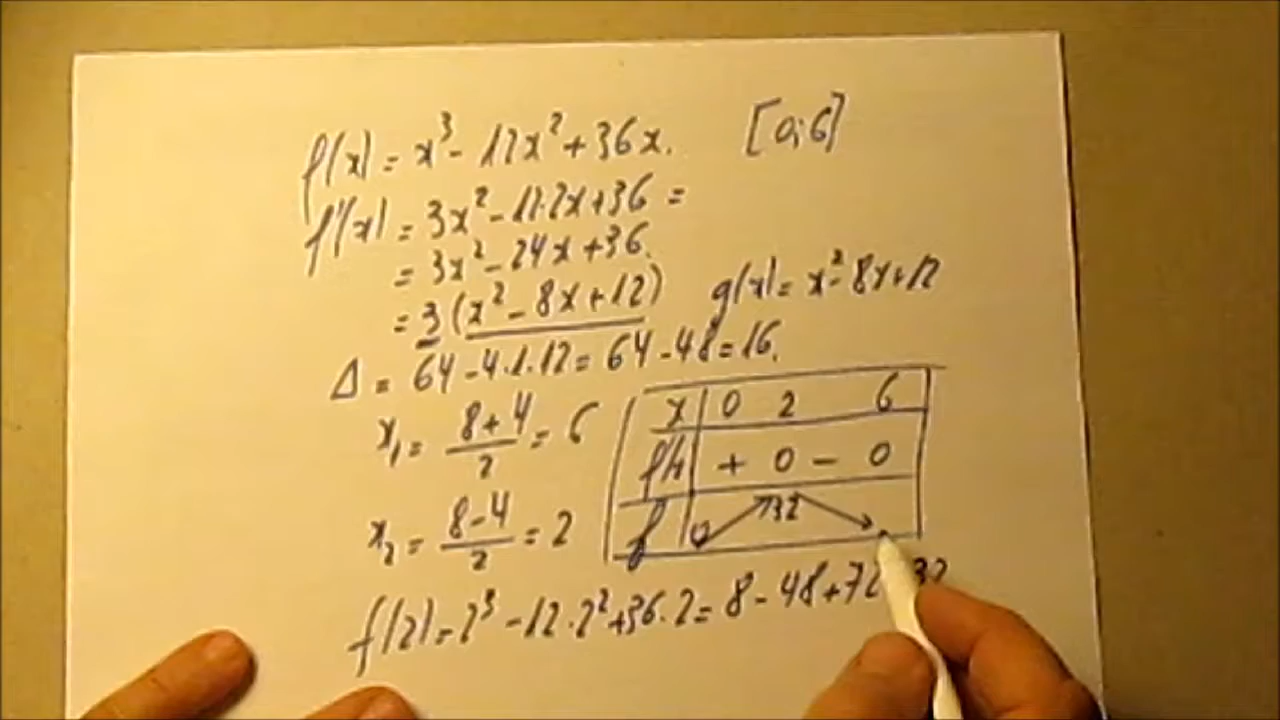 f(x) = x³ - 12x² + 36x. [0;6]
f'(x) = 3x² - 12·2x + 36 =
= 3x² - 24x + 36.
= 3(x² - 8x + 12) g(x) = x² - 8x + 12
Δ = 64 - 4·1·12 = 64 - 48 = 16.
x₁ = (8+4)/2 = 6
x₂ = (8-4)/2 = 2
x 0 2 6
+ 0 - 0
f 0 32
f(2) = 2³ - 12·2² + 36·2 = 8 - 48 + 72 32